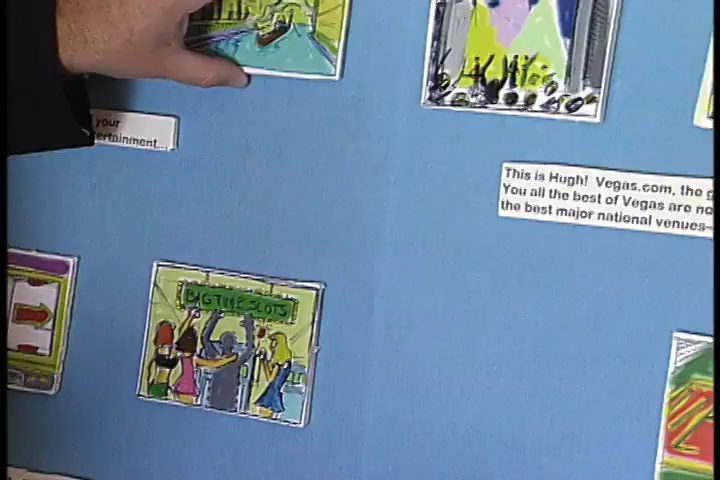 your
ertainment...
This is Hugh! Vegas.com, the g
You all the best of Vegas are no
the best major national venues-
BIG TIME SLOTS